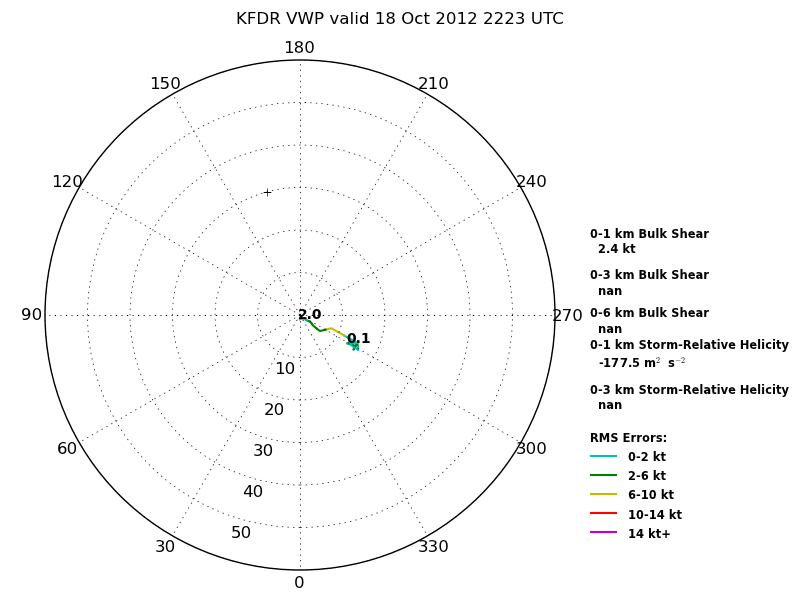 KFDR VWP valid 18 Oct 2012 2223 UTC
180
150
210
120
240
90
270
60
300
30
330
0
10
20
30
40
50
2.0
0.1
0-1 km Bulk Shear
2.4 kt
0-3 km Bulk Shear
nan
0-6 km Bulk Shear
nan
0-1 km Storm-Relative Helicity
-177.5 m² s⁻²
0-3 km Storm-Relative Helicity
nan
RMS Errors:
0-2 kt
2-6 kt
6-10 kt
10-14 kt
14 kt+